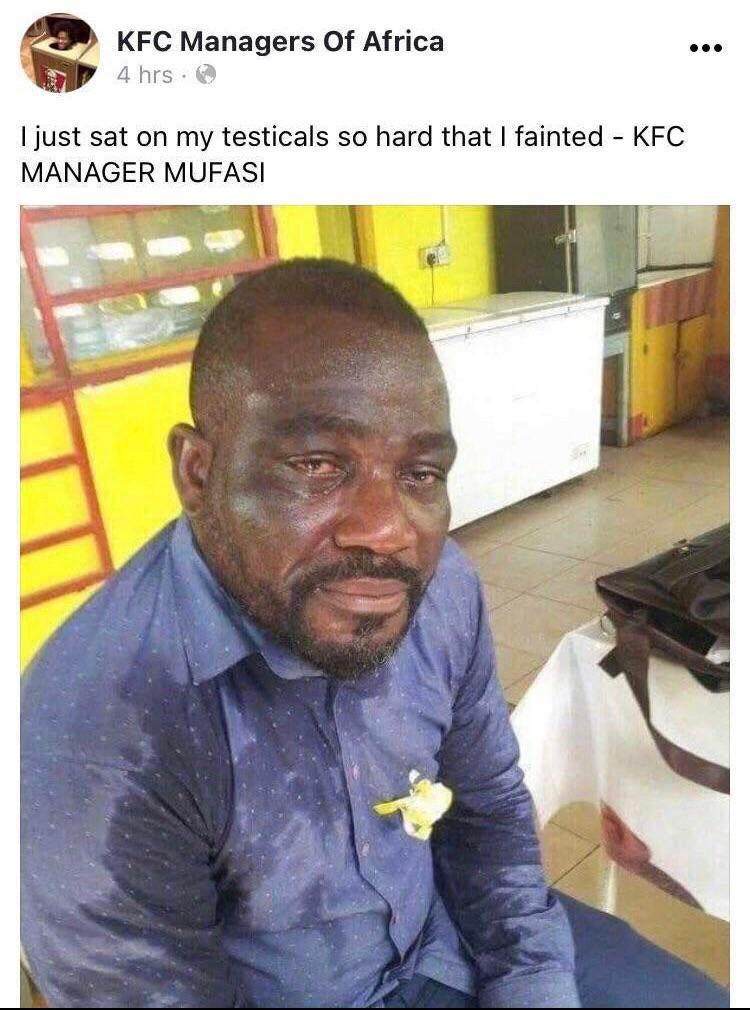 KFC Managers Of Africa
4 hrs ·
I just sat on my testicals so hard that I fainted - KFC
MANAGER MUFASI